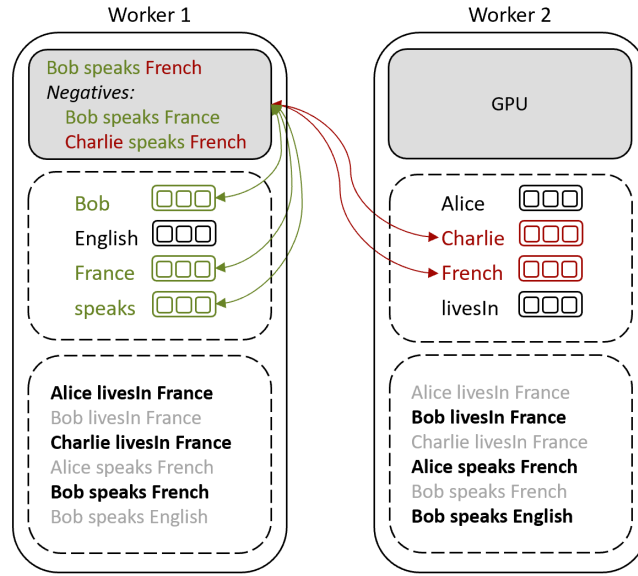 Worker 1
Bob speaks French
Negatives:
Bob speaks France
Charlie speaks French
Bob
English
France
speaks
Alice livesIn France
Bob livesIn France
Charlie livesIn France
Alice speaks French
Bob speaks French
Bob speaks English
Worker 2
GPU
Alice
Charlie
French
livesIn
Alice livesIn France
Bob livesIn France
Charlie livesIn France
Alice speaks French
Bob speaks French
Bob speaks English